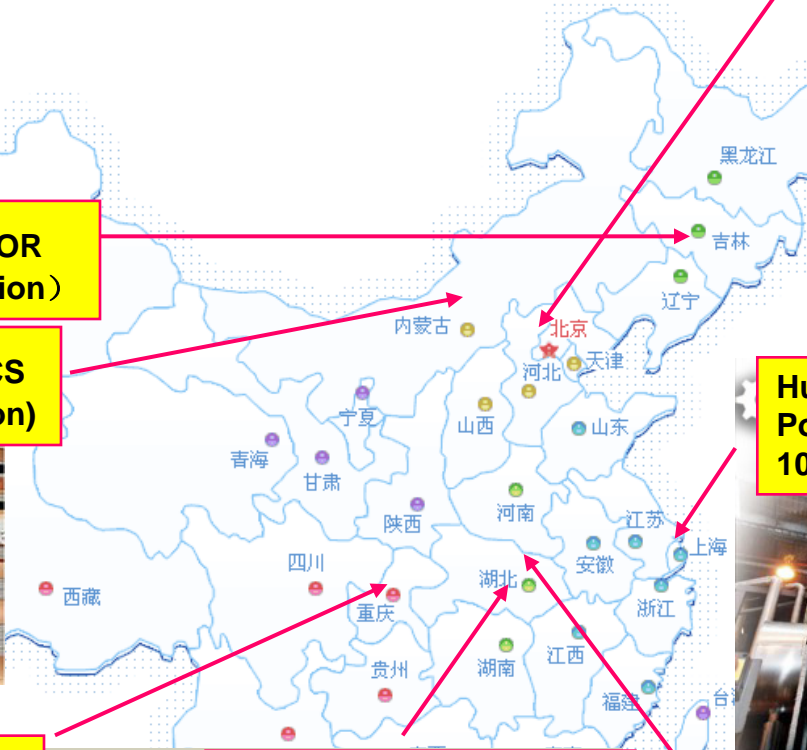 黑龙江
吉林
OR
ion）
辽宁
内蒙古
北京
天津
河北
CS
on)
Hu
Po
10
宁夏
山西
山东
青海
甘肃
陕西
河南
江苏
上海
安徽
四川
湖北
西藏
重庆
浙江
江西
湖南
贵州
福建
台